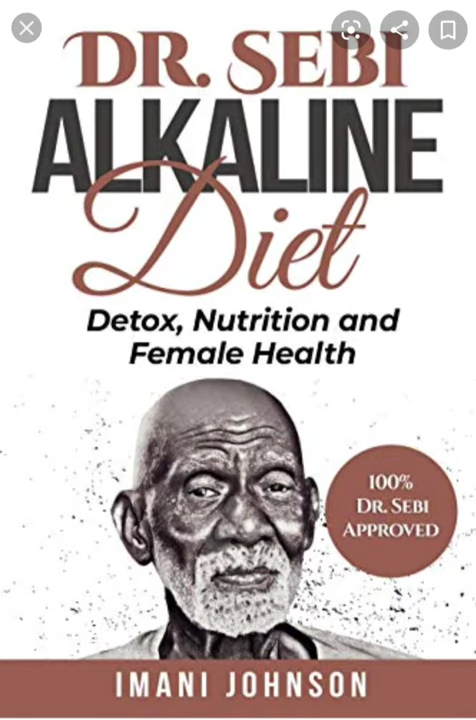 DR. SEBI
ALKALINE
Diet
Detox, Nutrition and
Female Health
100%
DR. SEBI
APPROVED
IMANI JOHNSON